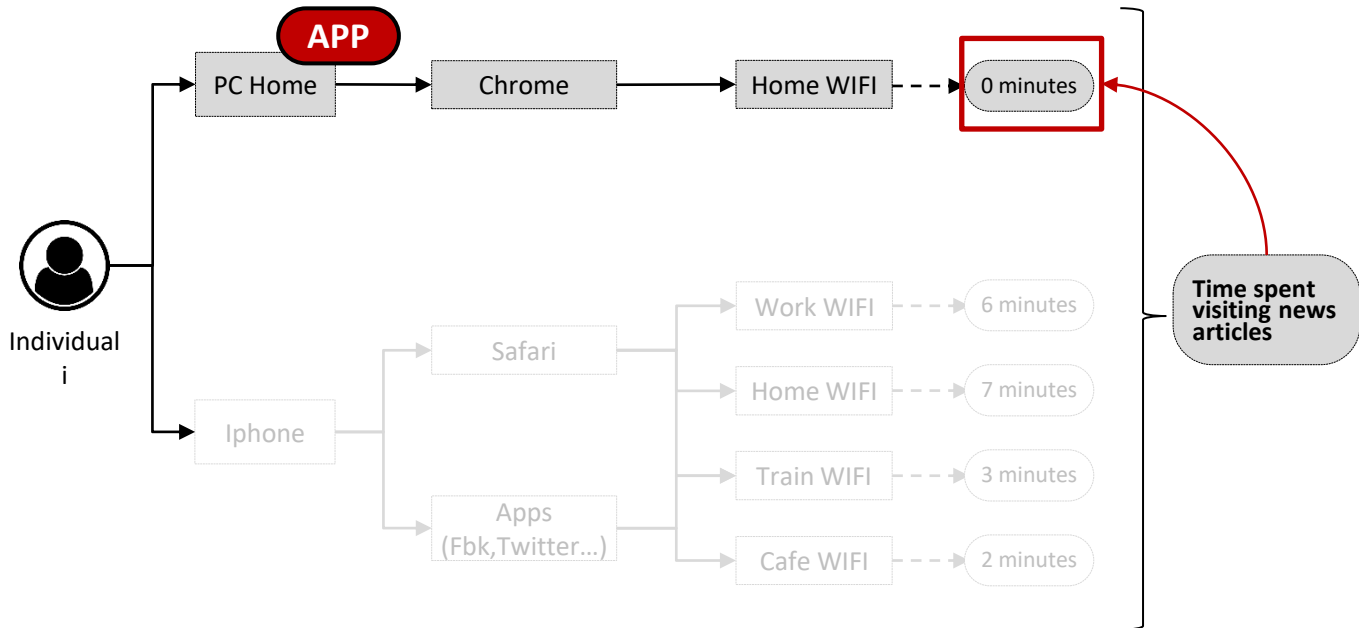 APP
PC Home
Chrome
Home WIFI
0 minutes
Individual
i
Iphone
Safari
Apps
(Fbk,Twitter...)
Work WIFI
6 minutes
Home WIFI
7 minutes
Train WIFI
3 minutes
Cafe WIFI
2 minutes
Time spent
visiting news
articles